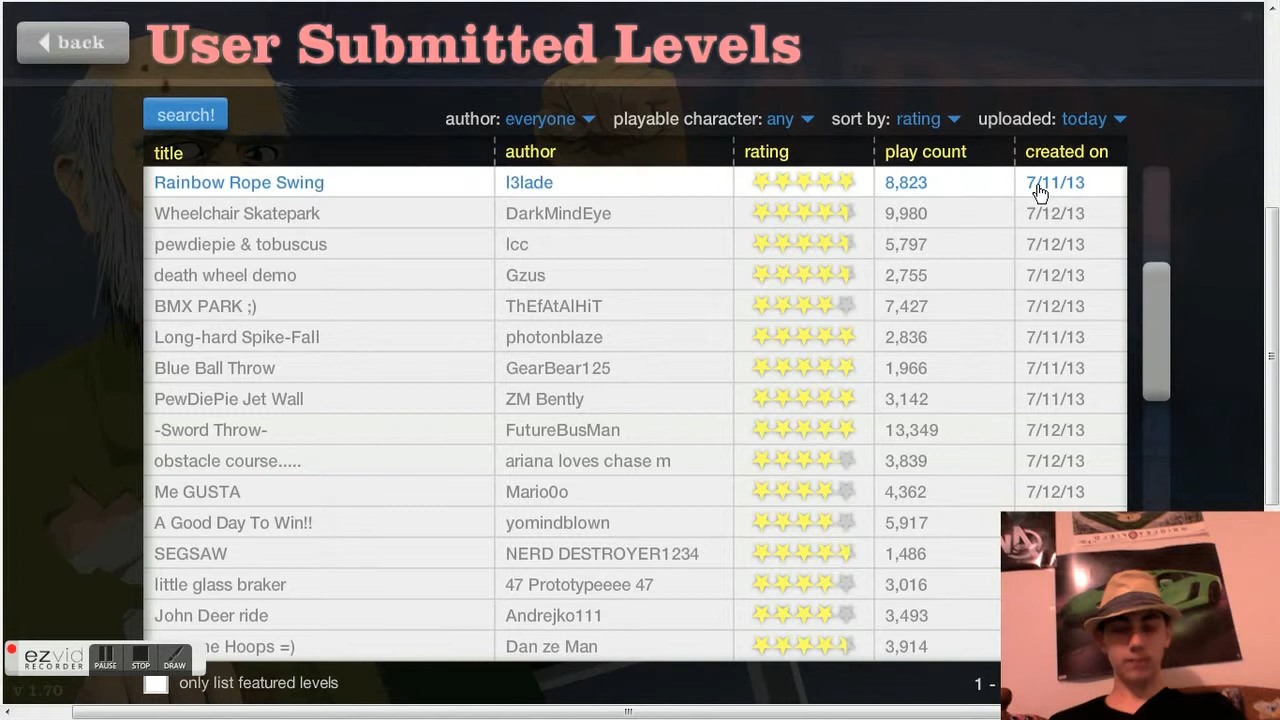 back
User Submitted Levels
search!
author: everyone playable character: any sort by: rating uploaded: today
title author rating play count created on
Rainbow Rope Swing l3lade 8,823 7/11/13
Wheelchair Skatepark DarkMindEye 9,980 7/12/13
pewdiepie & tobuscus lcc 5,797 7/12/13
death wheel demo Gzus 2,755 7/12/13
BMX PARK ;) ThEfAtAlHiT 7,427 7/12/13
Long-hard Spike-Fall photonblaze 2,836 7/11/13
Blue Ball Throw GearBear125 1,966 7/11/13
PewDiePie Jet Wall ZM Bently 3,142 7/11/13
-Sword Throw- FutureBusMan 13,349 7/12/13
obstacle course..... ariana loves chase m 3,839 7/12/13
Me GUSTA Mario0o 4,362 7/12/13
A Good Day To Win!! yomindblown 5,917
SEGSAW NERD DESTROYER1234 1,486
little glass braker 47 Prototypeeee 47 3,016
John Deer ride Andrejko111 3,493
Hoops =) Dan ze Man 3,914
ezvid
RECORDER
PAUSE STOP DRAW
v 1.70
only list featured levels
1 -